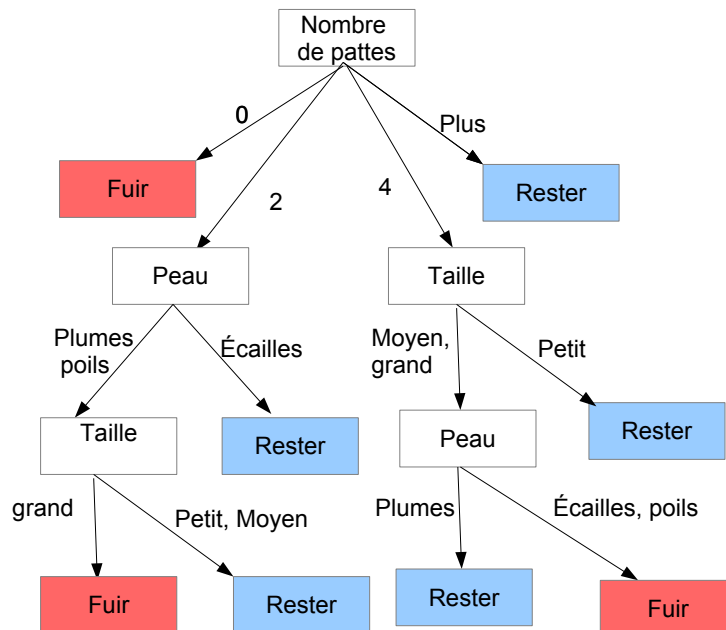 Nombre
de pattes
0
Plus
Fuir
2
4
Rester
Peau
Taille
Plumes
poils
Écailles
Moyen,
grand
Petit
Taille
Rester
Peau
Rester
grand
Petit, Moyen
Plumes
Écailles, poils
Fuir
Rester
Rester
Fuir